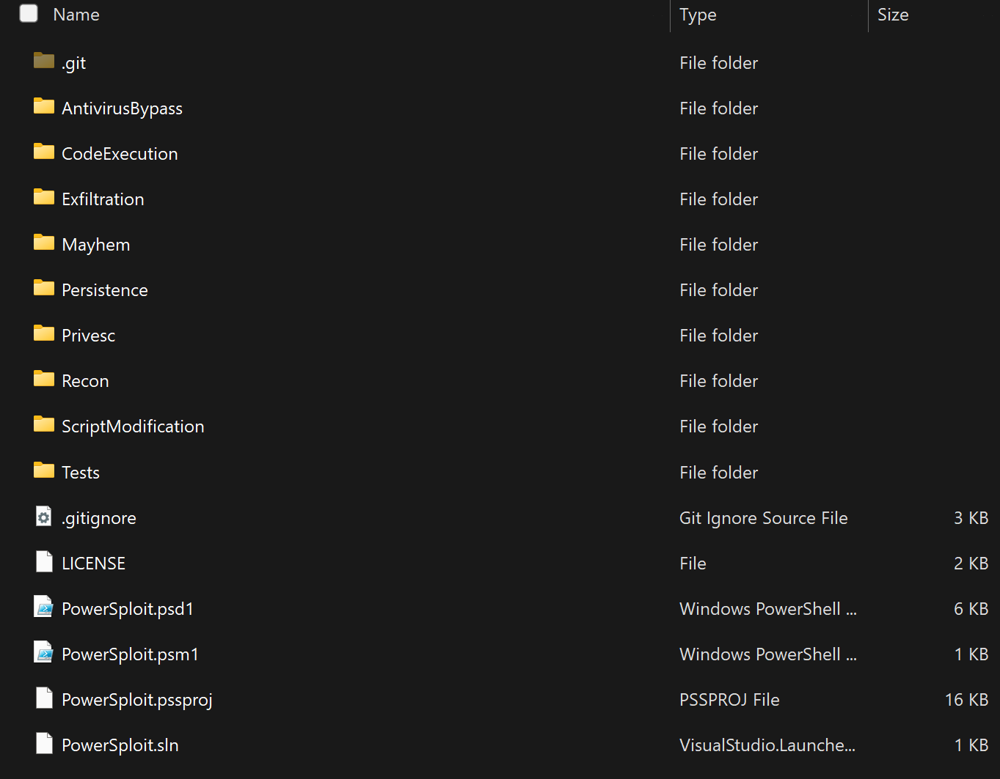 Name Type Size
.git File folder
AntivirusBypass File folder
CodeExecution File folder
Exfiltration File folder
Mayhem File folder
Persistence File folder
Privesc File folder
Recon File folder
ScriptModification File folder
Tests File folder
.gitignore Git Ignore Source File 3 KB
LICENSE File 2 KB
PowerSploit.psd1 Windows PowerShell ... 6 KB
PowerSploit.psm1 Windows PowerShell ... 1 KB
PowerSploit.pssproj PSSPROJ File 16 KB
PowerSploit.sln VisualStudio.Launche... 1 KB